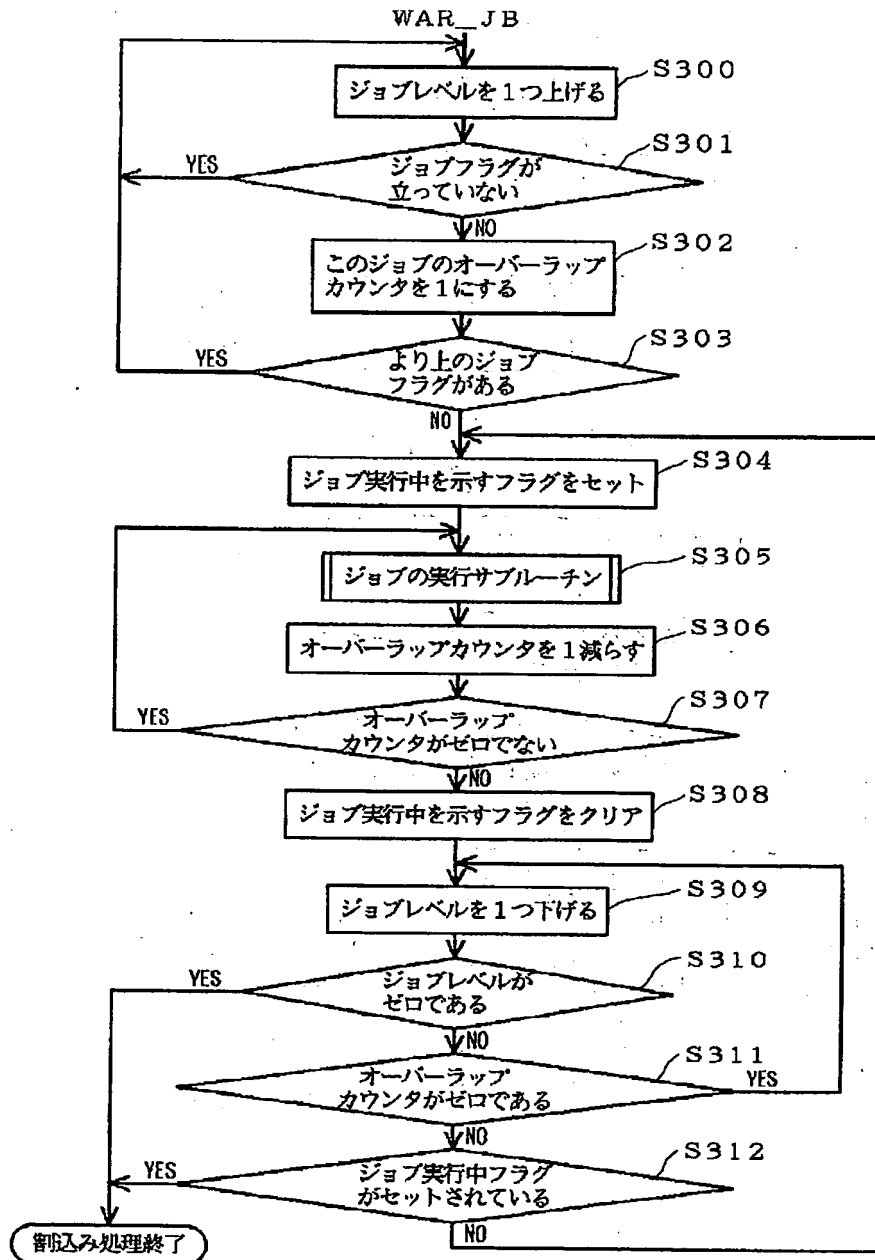 WAR_JB
S300
ジョブレベルを1つ上げる
S301
YES
ジョブフラグが
立っていない
NO
S302
このジョブのオーバーラップ
カウンタを1にする
S303
YES
より上のジョブ
フラグがある
NO
S304
ジョブ実行中を示すフラグをセット
S305
ジョブの実行サブルーチン
S306
オーバーラップカウンタを1減らす
S307
YES
オーバーラップ
カウンタがゼロでない
NO
S308
ジョブ実行中を示すフラグをクリア
S309
ジョブレベルを1つ下げる
S310
YES
ジョブレベルが
ゼロである
NO
S311
オーバーラップ
カウンタがゼロである
YES
NO
S312
YES
ジョブ実行中フラグ
がセットされている
NO
割込み処理終了